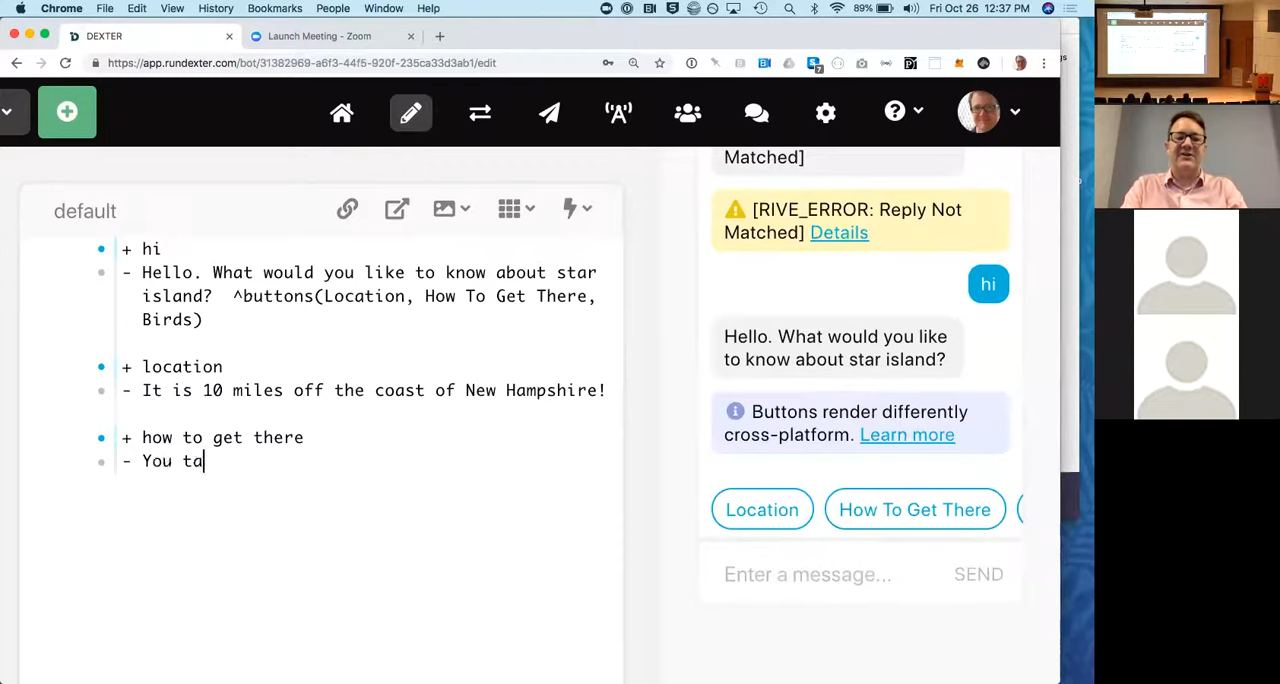 Chrome File Edit View History Bookmarks People Window Help 89% Fri Oct 26 12:37 PM
DEXTER Launch Meeting - Zoom
https://app.rundexter.com/bot/31382969-a6f3-44f5-920f-235ca33d3ab1/edit
default
+ hi
- Hello. What would you like to know about star
island? ^buttons(Location, How To Get There,
Birds)
+ location
- It is 10 miles off the coast of New Hampshire!
+ how to get there
- You ta
Matched]
[RIVE_ERROR: Reply Not
Matched] Details
hi
Hello. What would you like
to know about star island?
Buttons render differently
cross-platform. Learn more
Location How To Get There
Enter a message... SEND